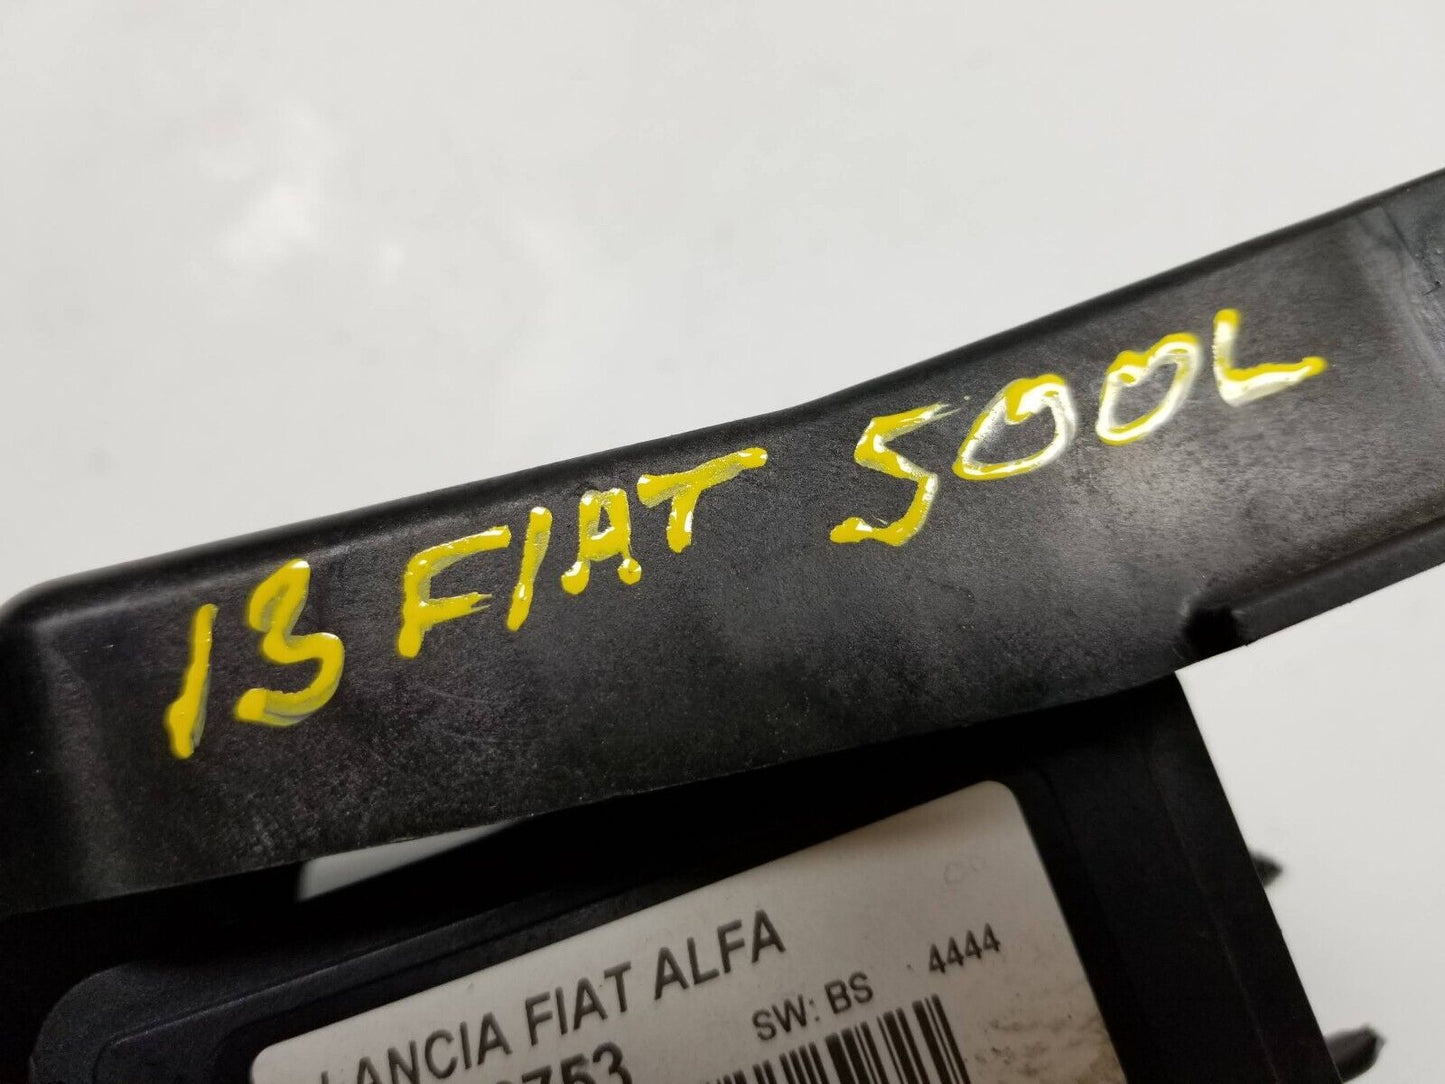 13 FIAT 500L
LANCIA FIAT ALFA
SW: BS 4444